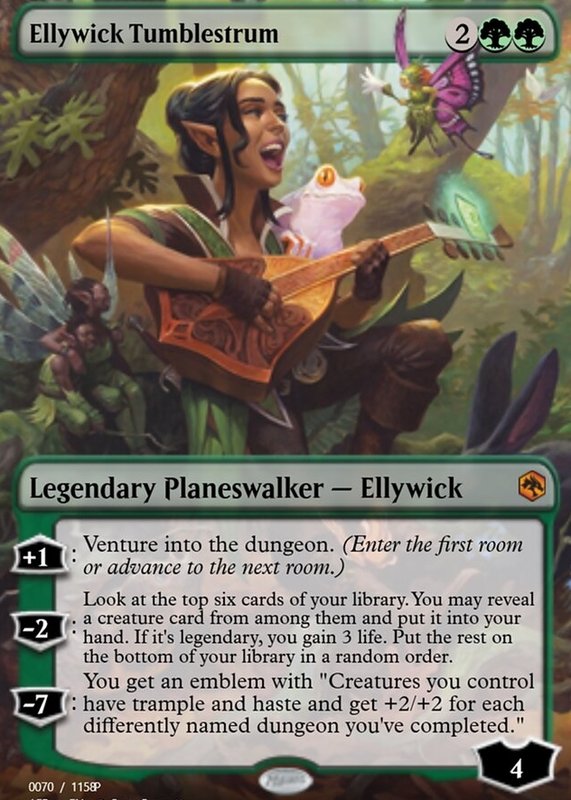 Ellywick Tumblestrum
2
Legendary Planeswalker — Ellywick
+1: Venture into the dungeon. (Enter the first room
or advance to the next room.)
Look at the top six cards of your library. You may reveal
-2: a creature card from among them and put it into your
hand. If it's legendary, you gain 3 life. Put the rest on
the bottom of your library in a random order.
You get an emblem with "Creatures you control
-7: have trample and haste and get +2/+2 for each
differently named dungeon you've completed."
4
0070 / 1158P